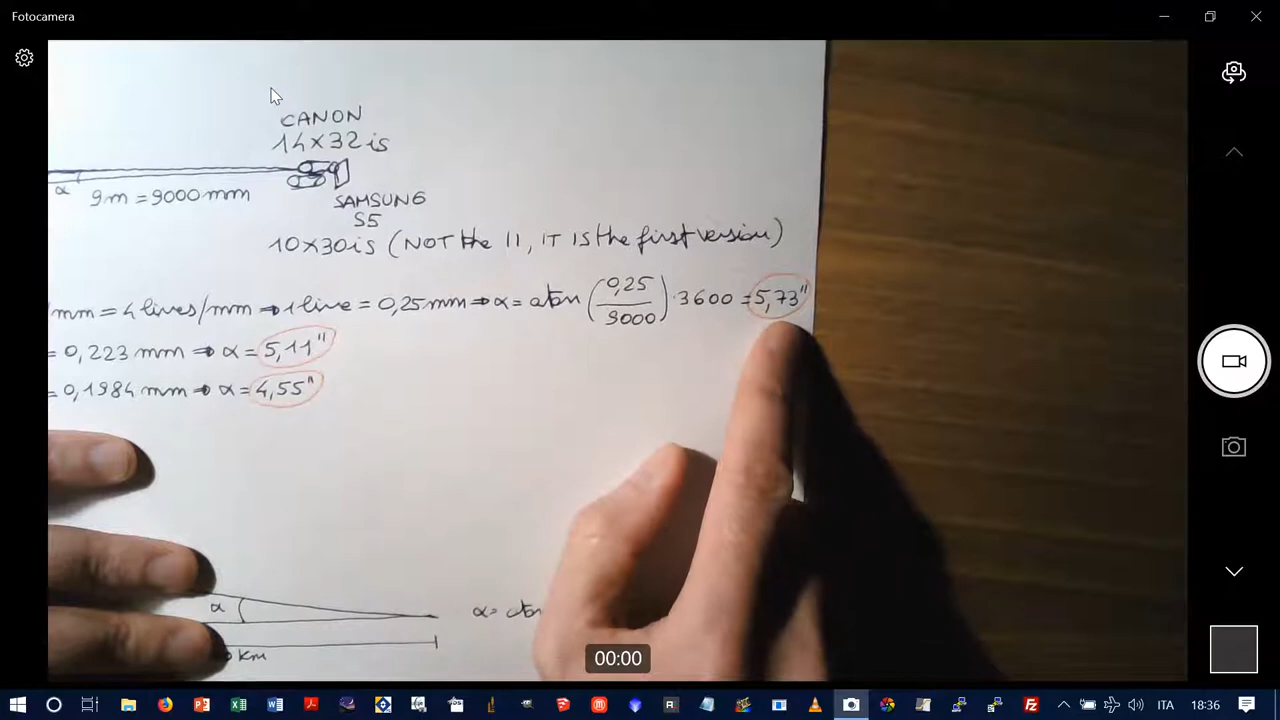 Fotocamera
CANON
14x32 is
α 9m = 9000 mm
SAMSUNG
S5
10x30 is (NOT the II, IT IS the first version)
mm = 4 lines/mm → 1 line = 0,25 mm → α = atan (0,25/9000) · 3600 = 5,73"
= 0,223 mm → α = 5,11"
= 0,1984 mm → α = 4,55"
α α = atan
km
00:00
ITA 18:36